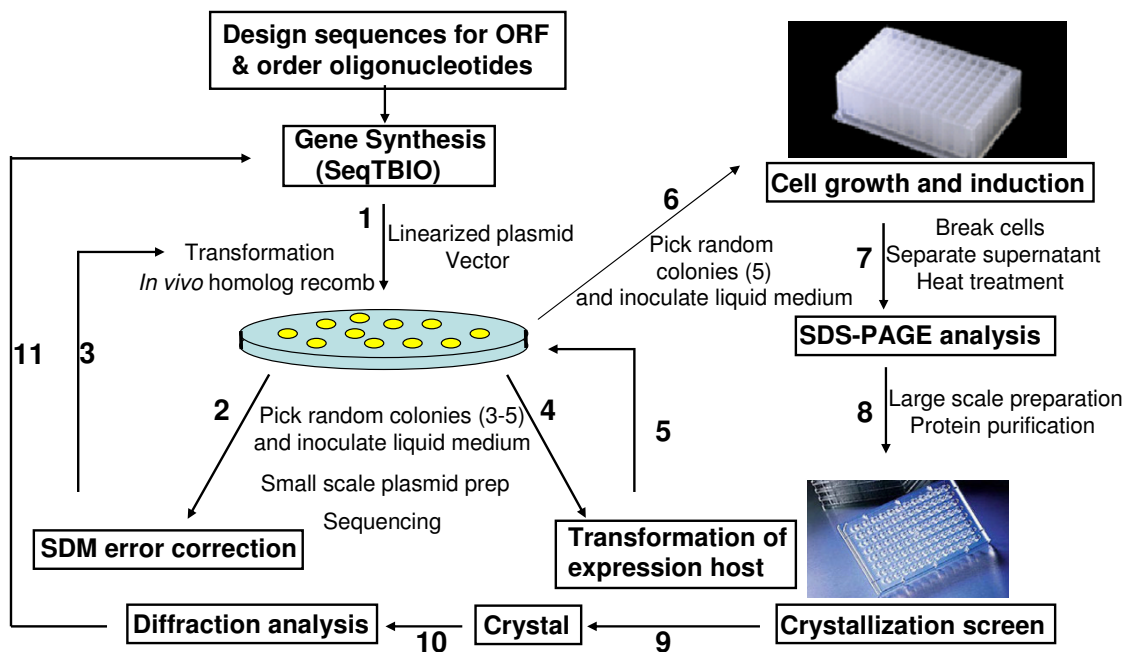 Design sequences for ORF
& order oligonucleotides
Gene Synthesis
(SeqTBIO)
1
Linearized plasmid
Vector
Transformation
In vivo homolog recomb
3
11
2
Pick random colonies (3-5)
and inoculate liquid medium
Small scale plasmid prep
Sequencing
4
5
SDM error correction
Transformation of
expression host
6
Pick random
colonies (5)
and inoculate liquid medium
Cell growth and induction
7
Break cells
Separate supernatant
Heat treatment
SDS-PAGE analysis
8
Large scale preparation
Protein purification
Crystallization screen
9
Crystal
10
Diffraction analysis